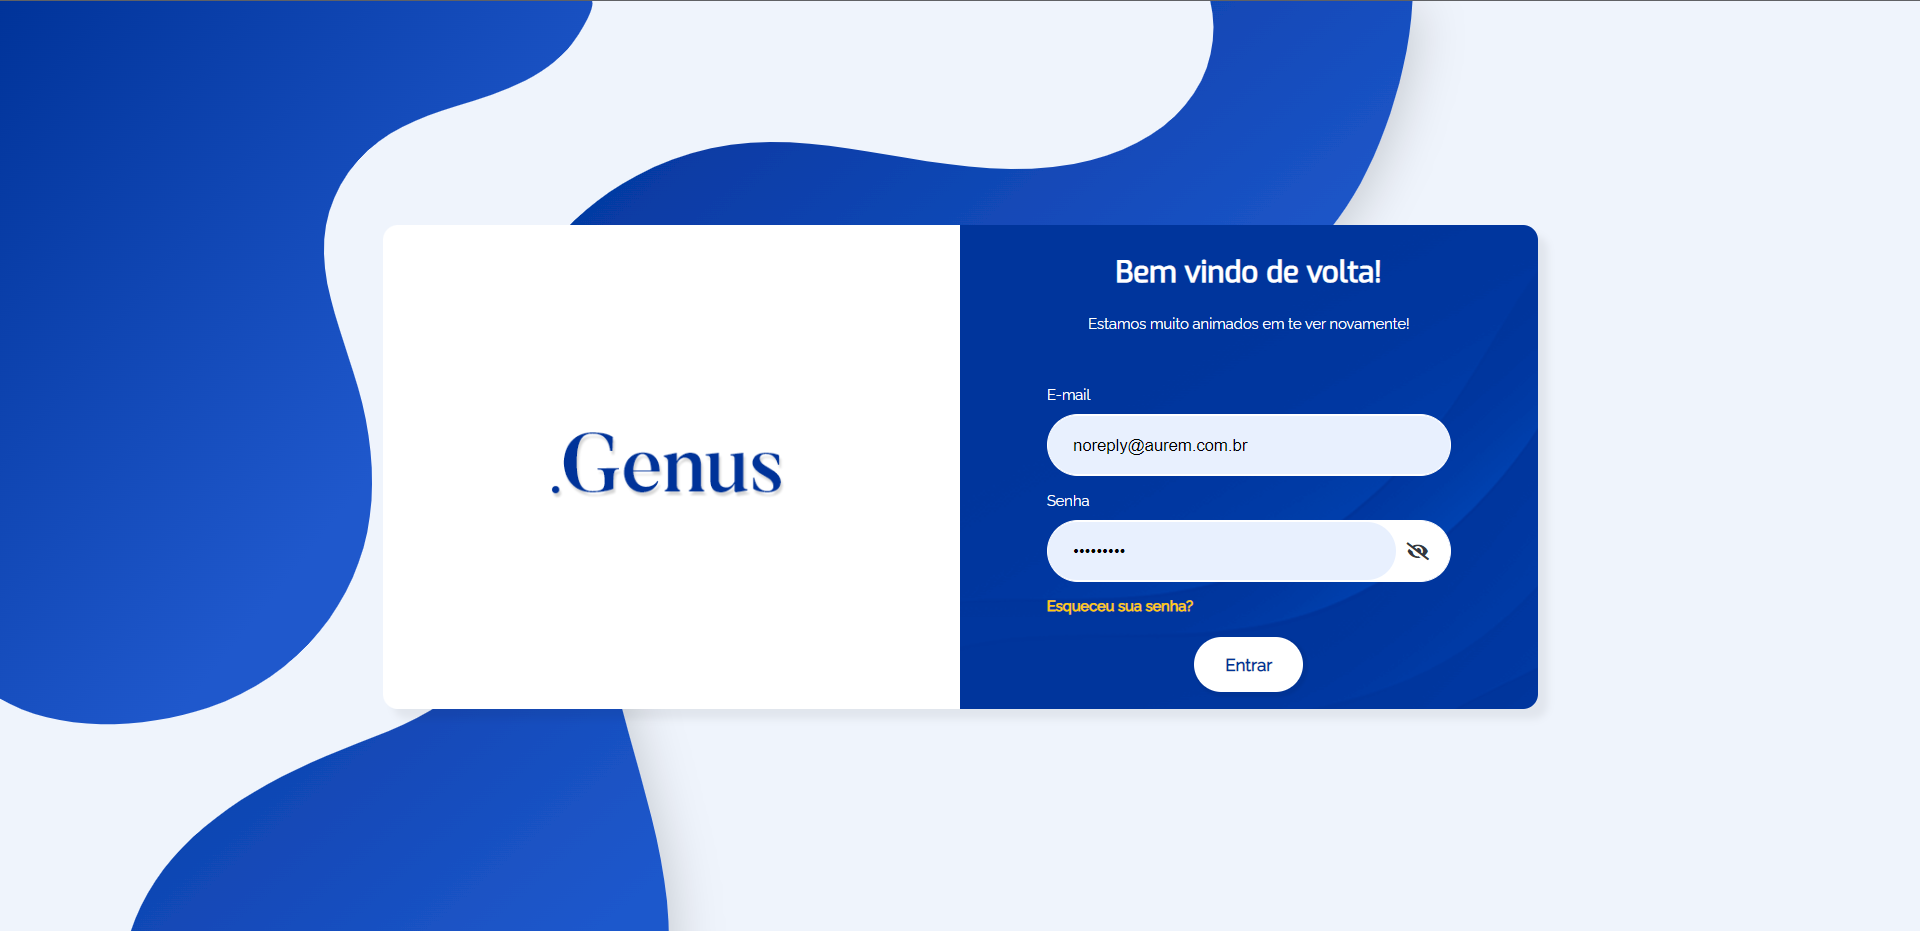 .Genus
Bem vindo de volta!
Estamos muito animados em te ver novamente!
E-mail
noreply@aurem.com.br
Senha
•••••••••
Esqueceu sua senha?
Entrar